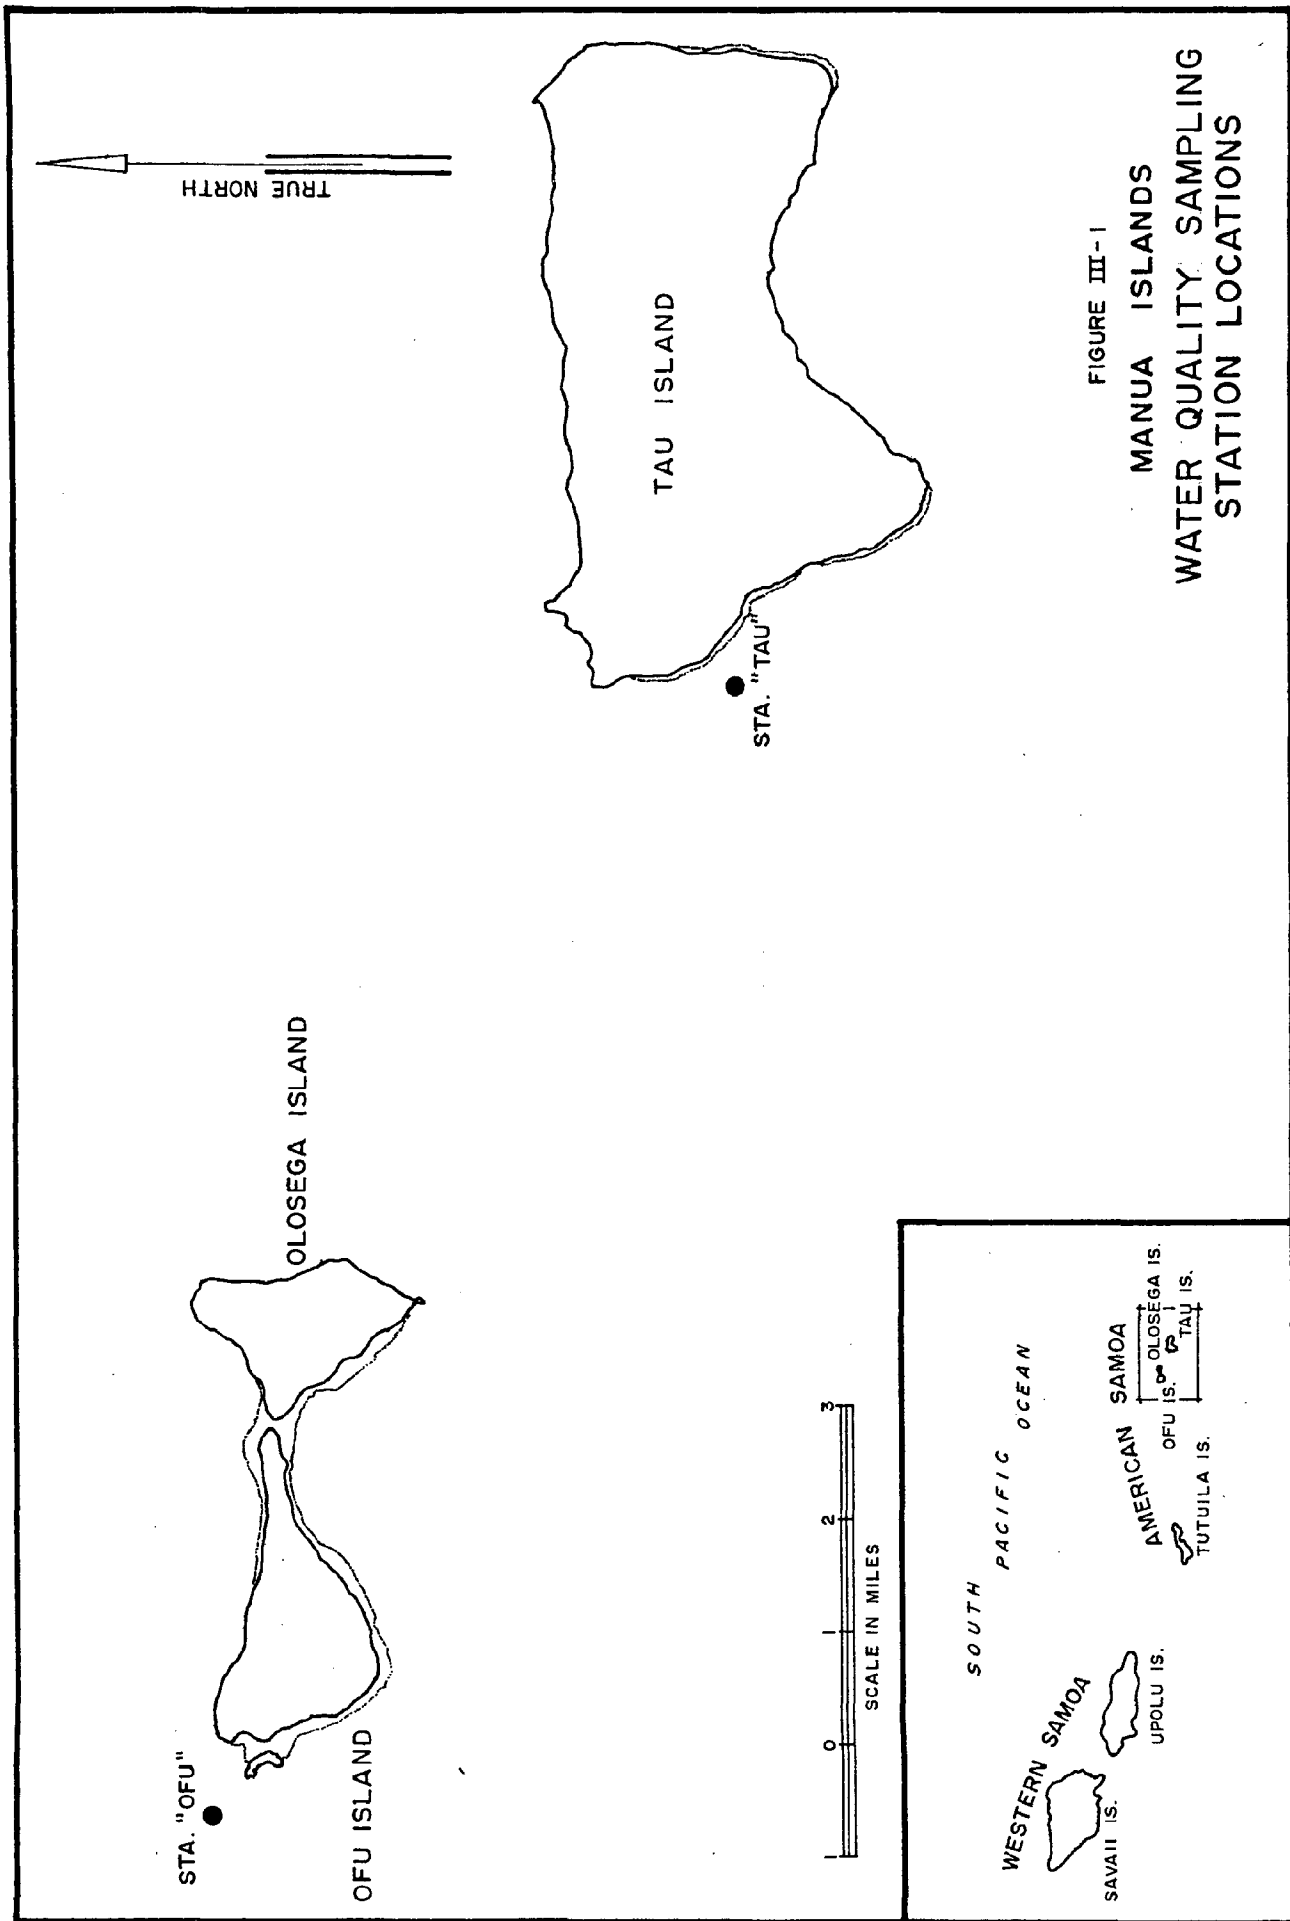 TRUE NORTH
STA. "OFU"
OFU ISLAND
OLOSEGA ISLAND
TAU ISLAND
STA. "TAU"
1 0 1 2 3
SCALE IN MILES
SOUTH PACIFIC OCEAN
WESTERN SAMOA
SAVAII IS.
UPOLU IS.
AMERICAN SAMOA
TUTUILA IS.
OFU IS.
OLOSEGA IS.
TAU IS.
FIGURE III-1
MANUA ISLANDS
WATER QUALITY SAMPLING
STATION LOCATIONS